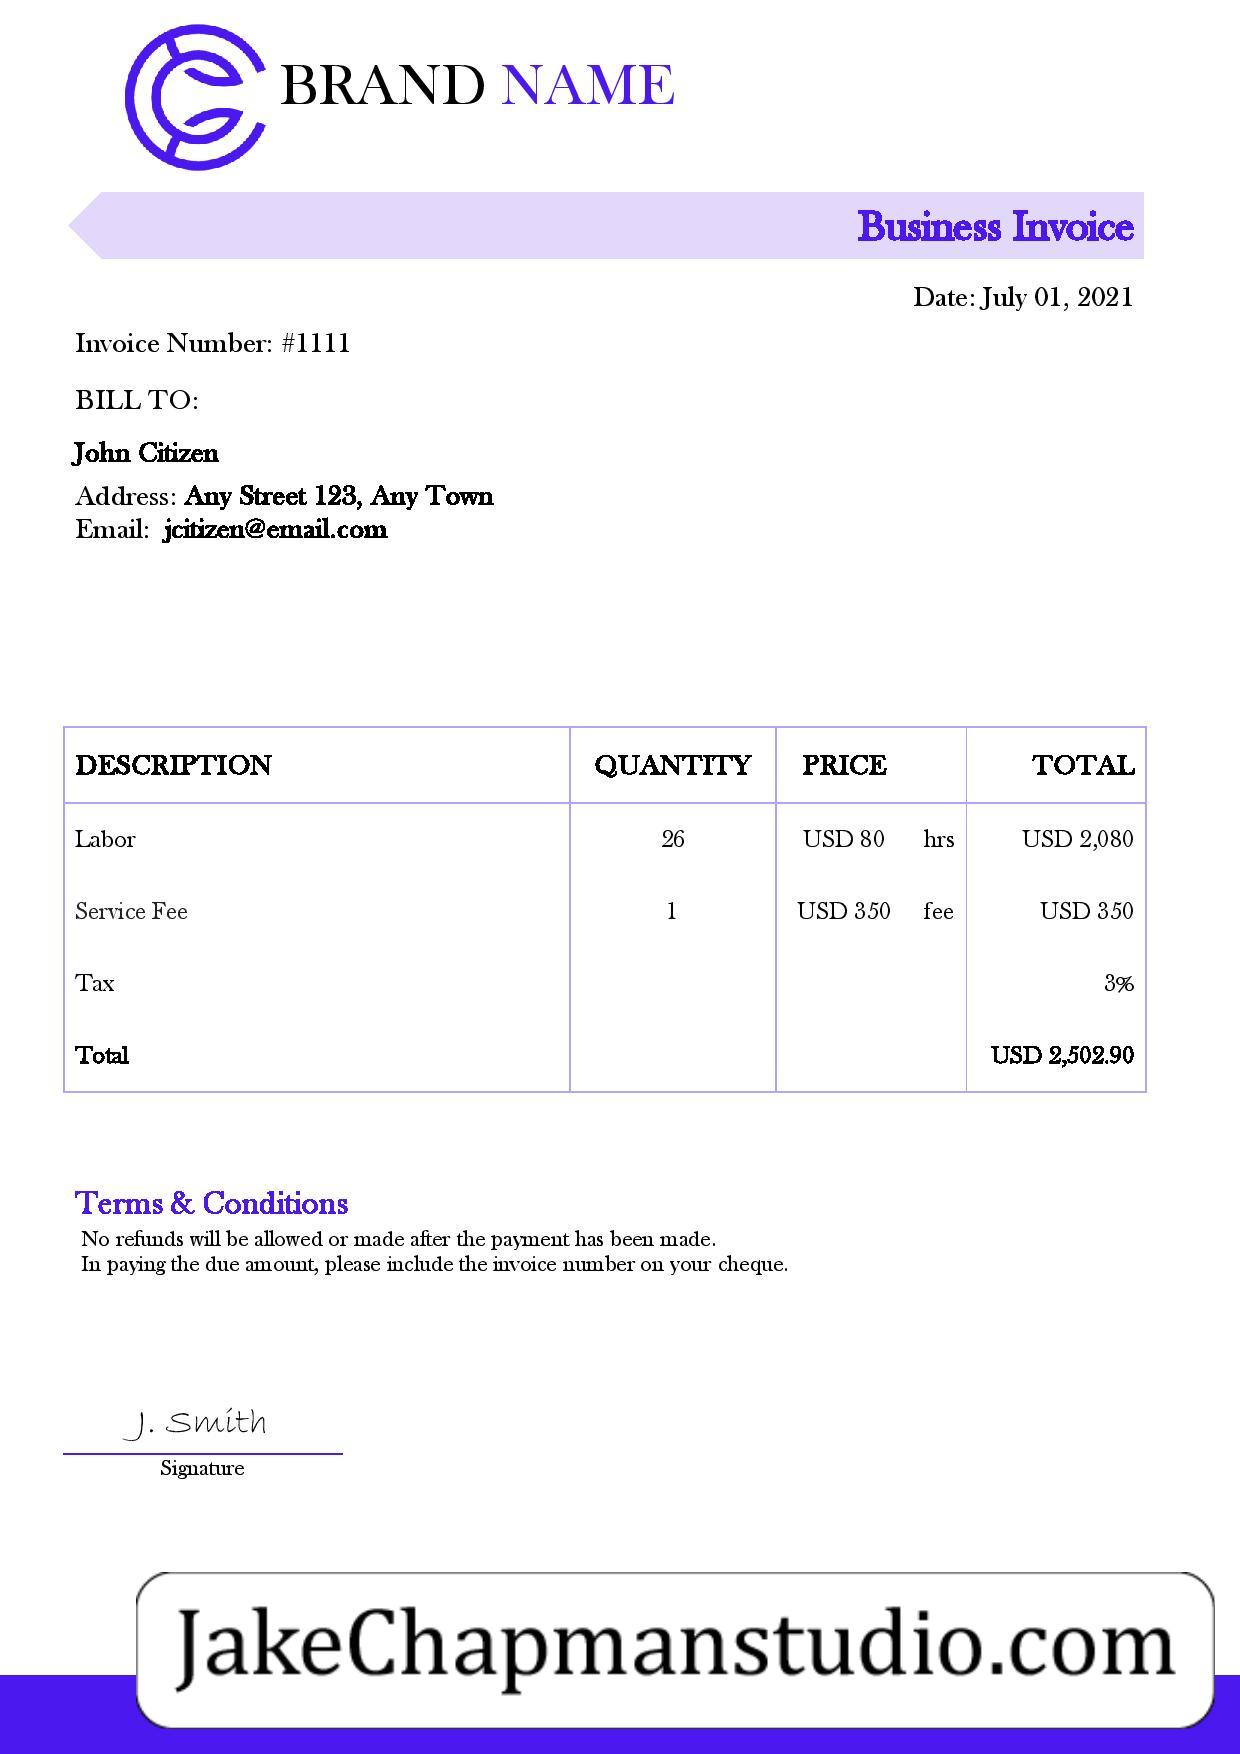 BRAND NAME
Business Invoice
Date: July 01, 2021
Invoice Number: #1111
BILL TO:
John Citizen
Address: Any Street 123, Any Town
Email: jcitizen@email.com
DESCRIPTION QUANTITY PRICE TOTAL
Labor 26 USD 80 hrs USD 2,080
Service Fee 1 USD 350 fee USD 350
Tax 3%
Total USD 2,502.90
Terms & Conditions
No refunds will be allowed or made after the payment has been made.
In paying the due amount, please include the invoice number on your cheque.
J. Smith
Signature
JakeChapmanstudio.com